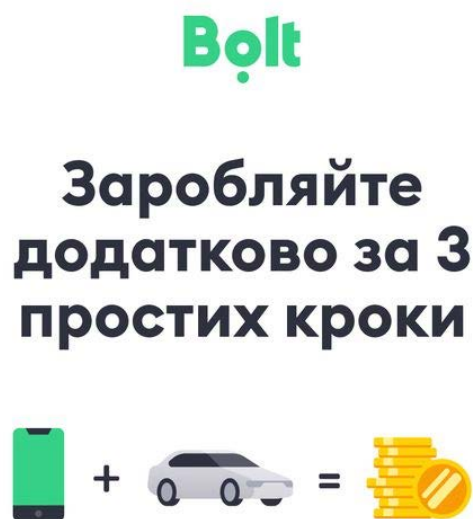 Bolt
Заробляйте
додатково за 3
простих кроки
+ =